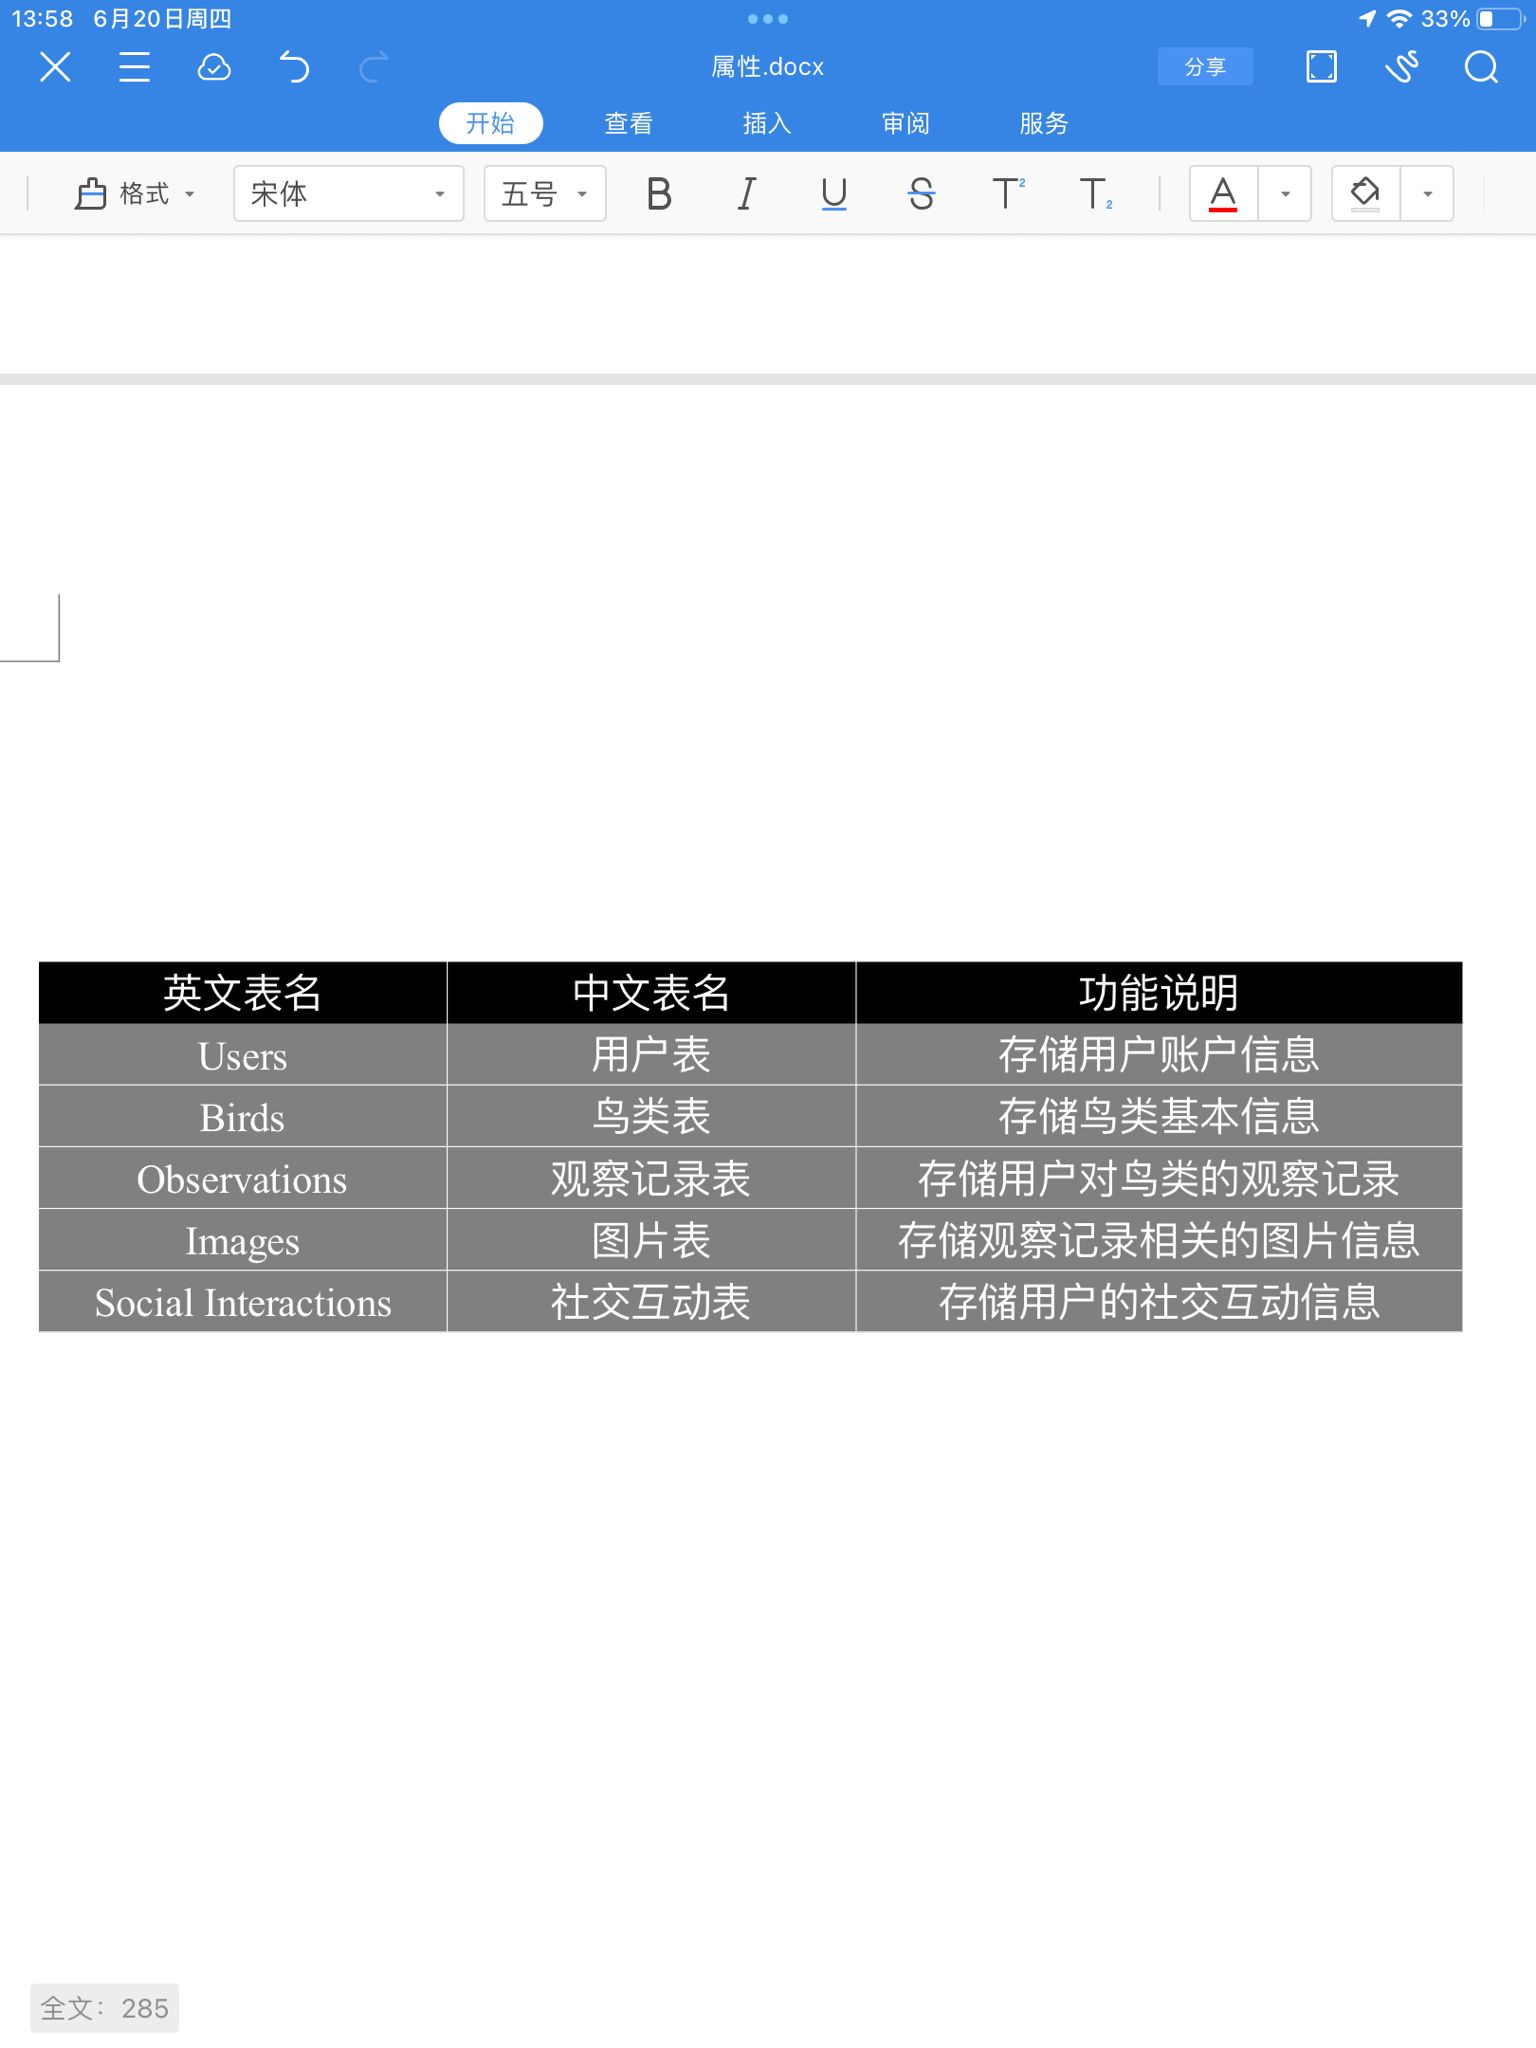 13:58 6月20日周四 33%
属性.docx 分享
开始 查看 插入 审阅 服务
格式 宋体 五号 B I U S T² T₂ A
英文表名 中文表名 功能说明
Users 用户表 存储用户账户信息
Birds 鸟类表 存储鸟类基本信息
Observations 观察记录表 存储用户对鸟类的观察记录
Images 图片表 存储观察记录相关的图片信息
Social Interactions 社交互动表 存储用户的社交互动信息
全文：285